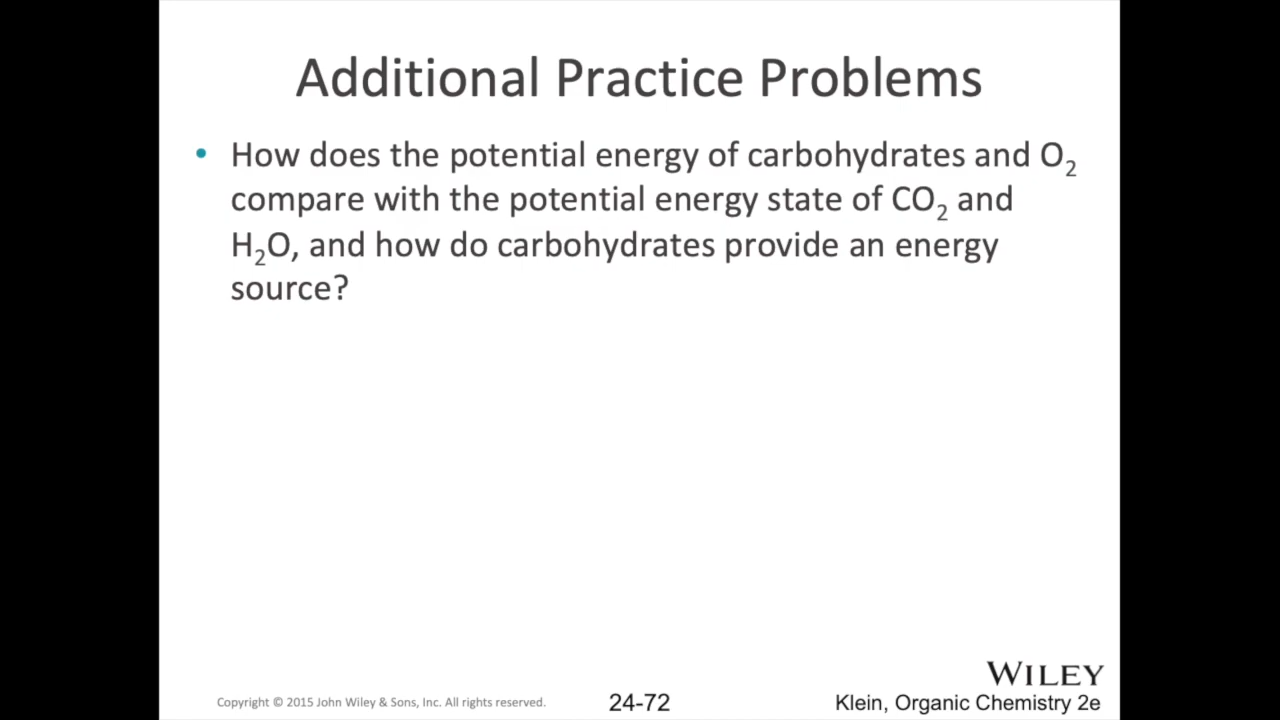 Additional Practice Problems
• How does the potential energy of carbohydrates and O₂
compare with the potential energy state of CO₂ and
H₂O, and how do carbohydrates provide an energy
source?
WILEY
Copyright © 2015 John Wiley & Sons, Inc. All rights reserved.
24-72
Klein, Organic Chemistry 2e